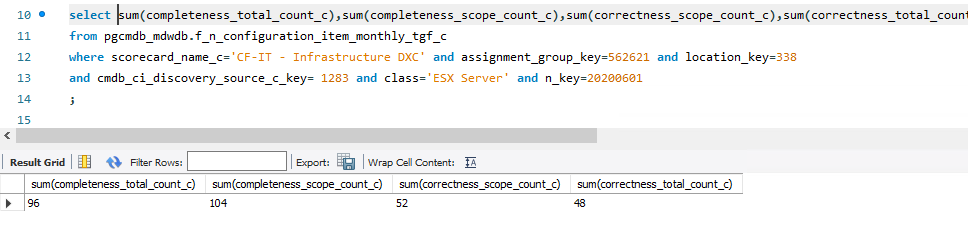 10 select sum(completeness_total_count_c),sum(completeness_scope_count_c),sum(correctness_scope_count_c),sum(correctness_total_count
11 from pgcmdb_mdwdb.f_n_configuration_item_monthly_tgf_c
12 where scorecard_name_c='CF-IT - Infrastructure DXC' and assignment_group_key=562621 and location_key=338
13 and cmdb_ci_discovery_source_c_key= 1283 and class='ESX Server' and n_key=20200601
14 ;
15
Result Grid Filter Rows: Export: Wrap Cell Content: IA
sum(completeness_total_count_c) sum(completeness_scope_count_c) sum(correctness_scope_count_c) sum(correctness_total_count_c)
96 104 52 48